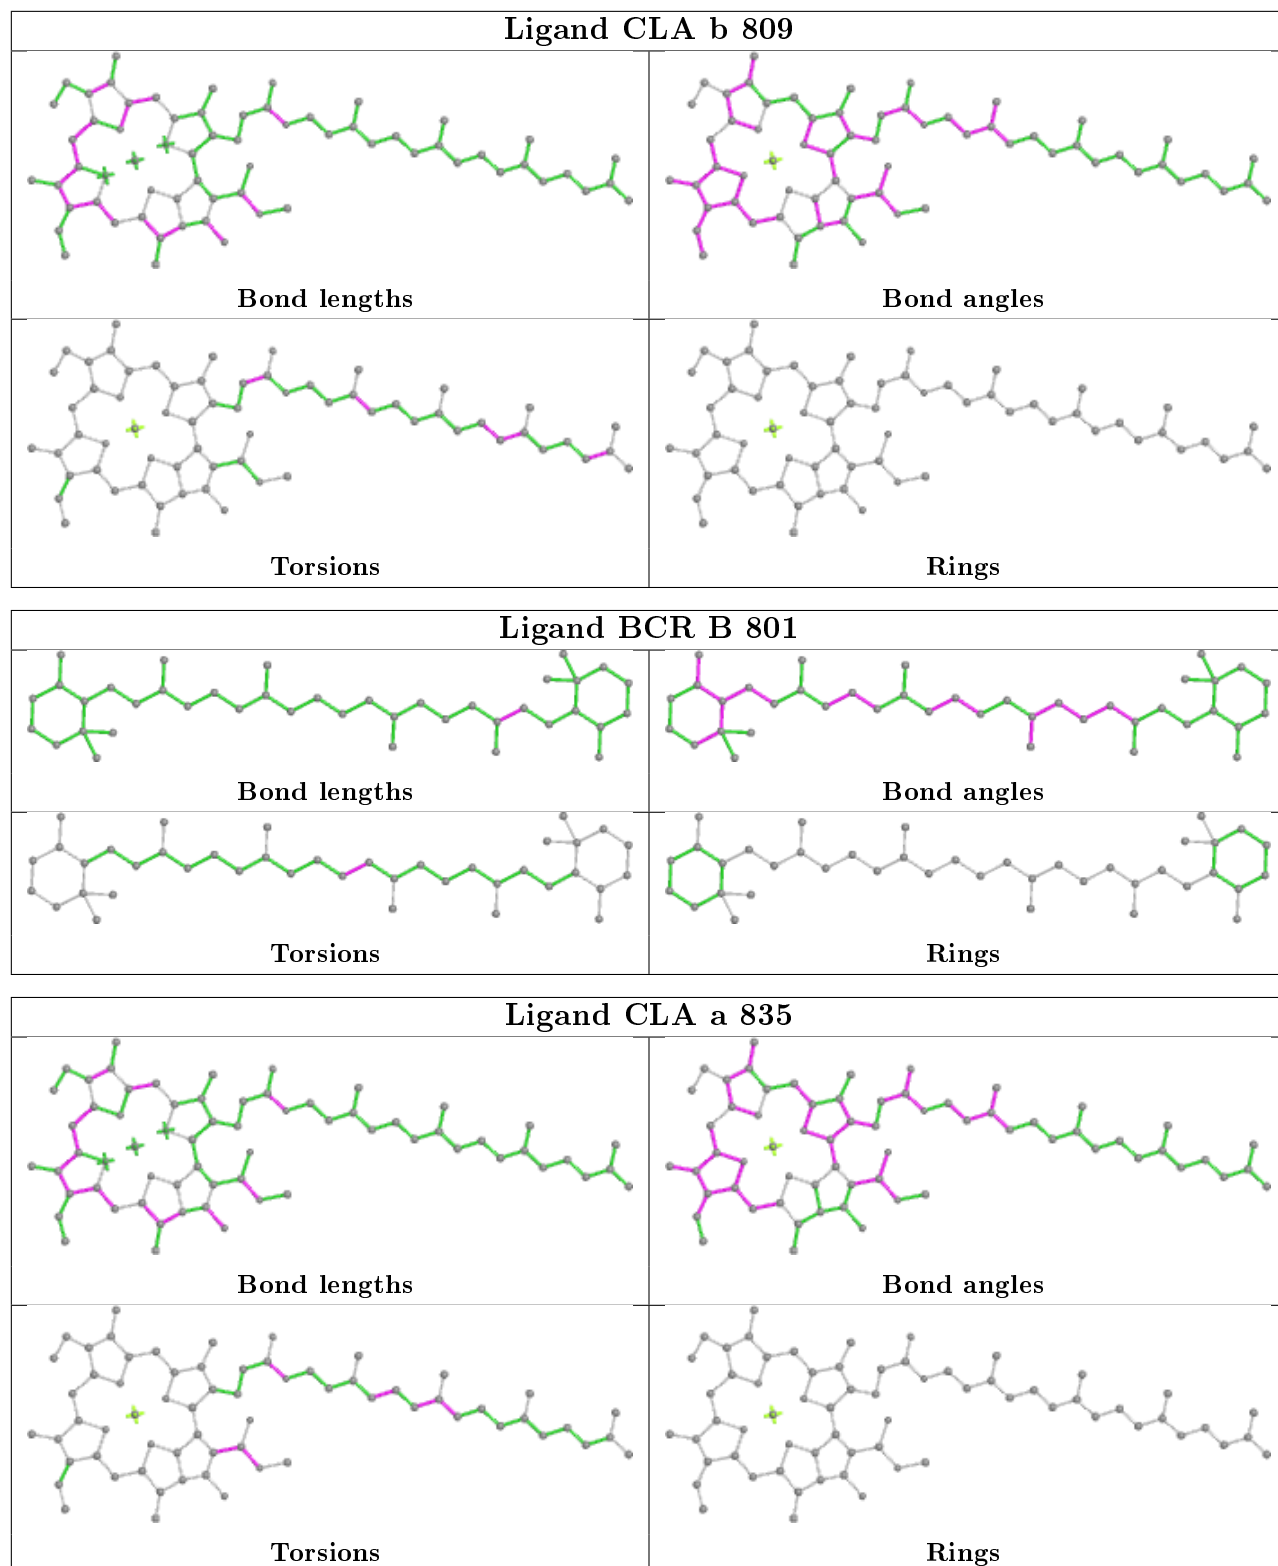 Ligand CLA b 809
Bond lengths
Bond angles
Torsions
Rings
Ligand BCR B 801
Bond lengths
Bond angles
Torsions
Rings
Ligand CLA a 835
Bond lengths
Bond angles
Torsions
Rings